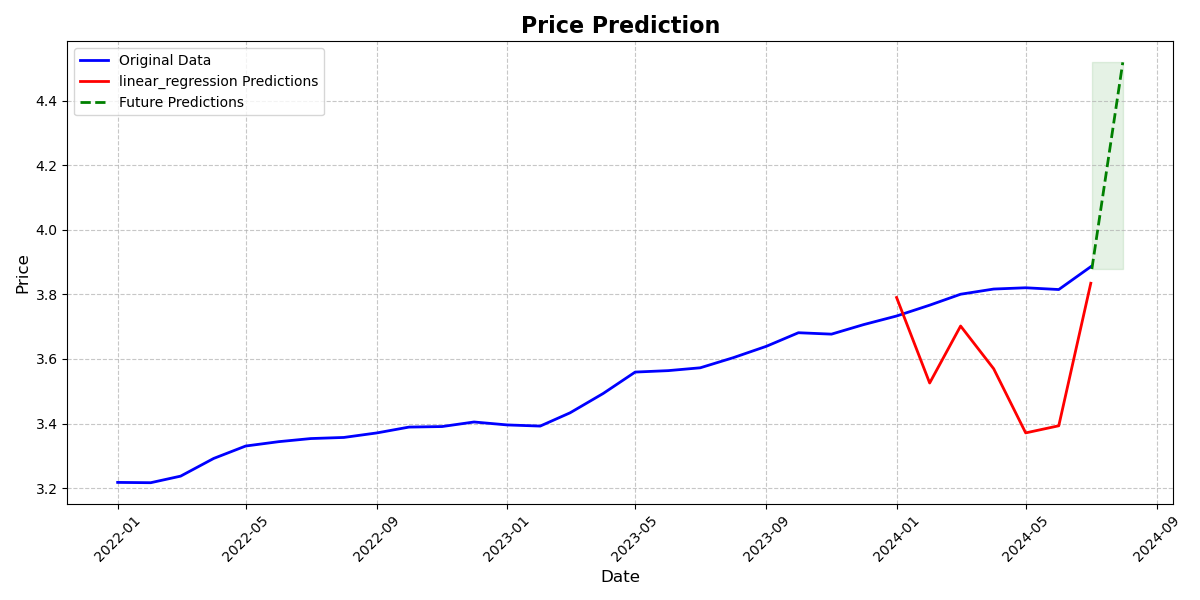 Price Prediction
Original Data
linear_regression Predictions
Future Predictions
Price
4.4
4.2
4.0
3.8
3.6
3.4
3.2
2022-01
2022-05
2022-09
2023-01
2023-05
2023-09
2024-01
2024-05
2024-09
Date